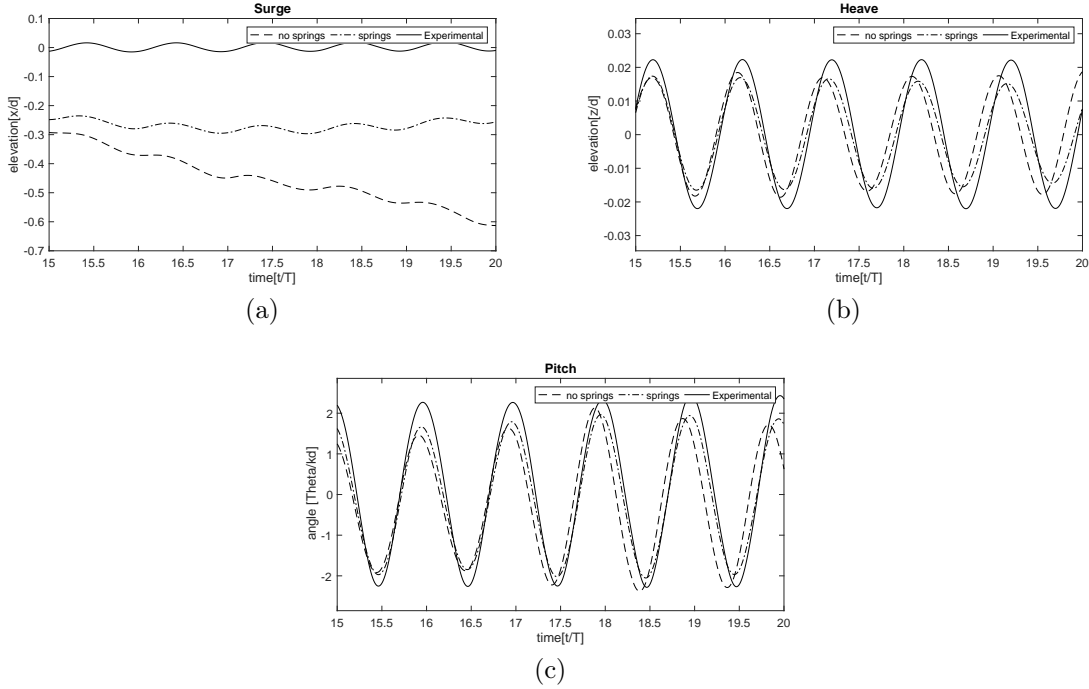 Surge
elevation[x/d]
0.1
0
-0.1
-0.2
-0.3
-0.4
-0.5
-0.6
-0.7
no springs springs Experimental
15 15.5 16 16.5 17 17.5 18 18.5 19 19.5 20
time[t/T]
(a)
Heave
elevation[z/d]
0.03
0.02
0.01
0
-0.01
-0.02
-0.03
no springs springs Experimental
15 15.5 16 16.5 17 17.5 18 18.5 19 19.5 20
time[t/T]
(b)
Pitch
angle [Theta/kd]
2
1
0
-1
-2
no springs springs Experimental
15 15.5 16 16.5 17 17.5 18 18.5 19 19.5 20
time[t/T]
(c)